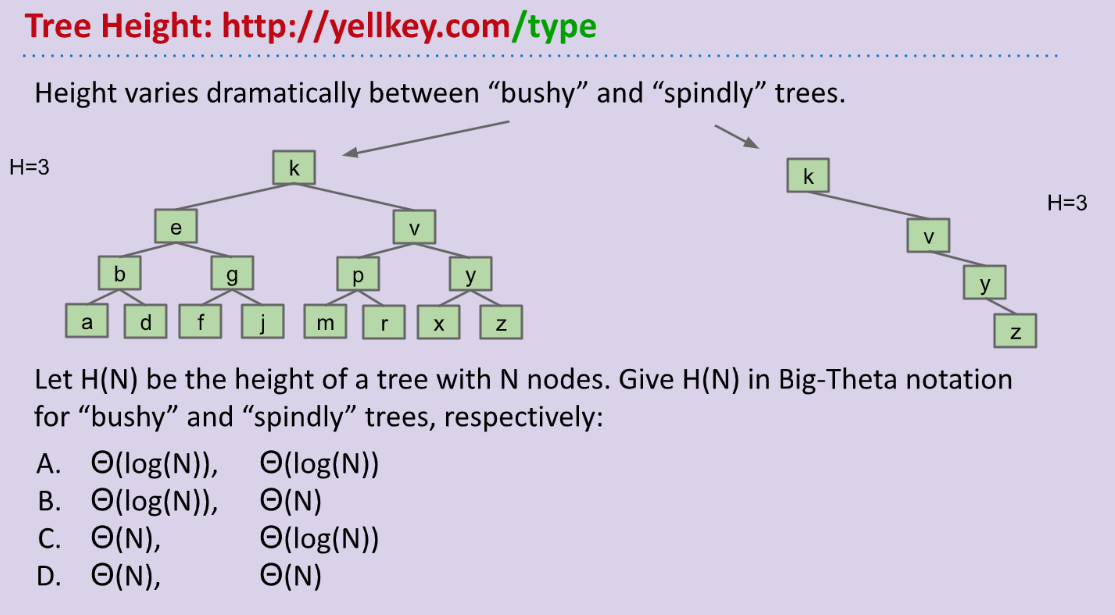 Tree Height: http://yellkey.com/type
Height varies dramatically between “bushy” and “spindly” trees.
H=3
k
e
v
b
g
p
y
a
d
f
j
m
r
x
z
k
H=3
v
y
z
Let H(N) be the height of a tree with N nodes. Give H(N) in Big-Theta notation
for “bushy” and “spindly” trees, respectively:
A. Θ(log(N)), Θ(log(N))
B. Θ(log(N)), Θ(N)
C. Θ(N), Θ(log(N))
D. Θ(N), Θ(N)